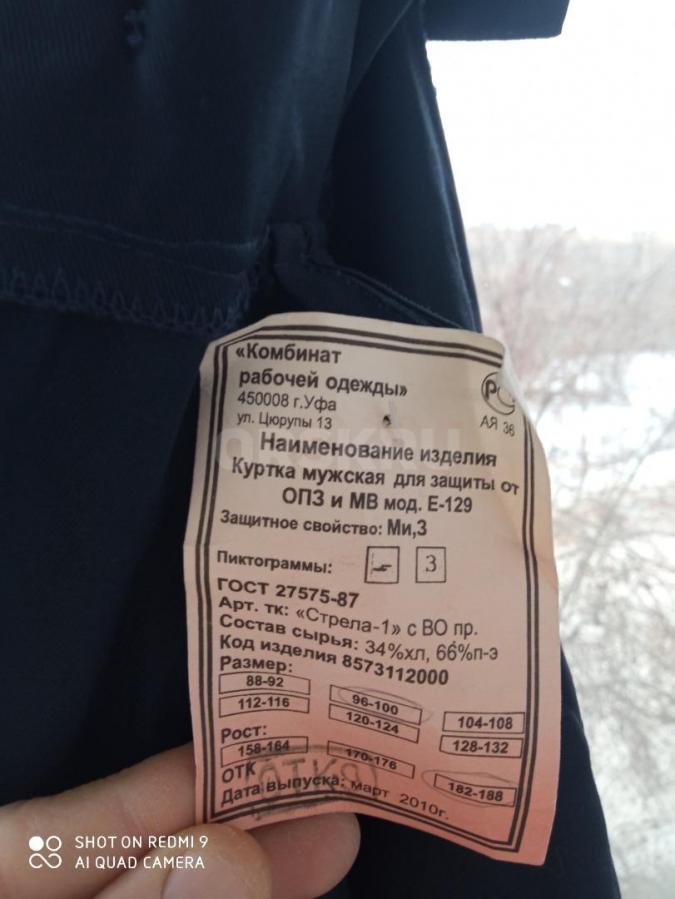 «Комбинат
рабочей одежды»
450008 г.Уфа
ул. Цюрупы 13
РС
АЯ 36
Наименование изделия
Куртка мужская для защиты от
ОПЗ и МВ мод. Е-129
Защитное свойство: Ми,З
Пиктограммы: З
ГОСТ 27575-87
Арт. тк: «Стрела-1» с ВО пр.
Состав сырья: 34%хл, 66%п-э
Код изделия 8573112000
Размер:
88-92 96-100 104-108
112-116 120-124 128-132
Рост:
158-164 170-176 182-188
ОТК
Дата выпуска: март 2010г.
SHOT ON REDMI 9
AI QUAD CAMERA